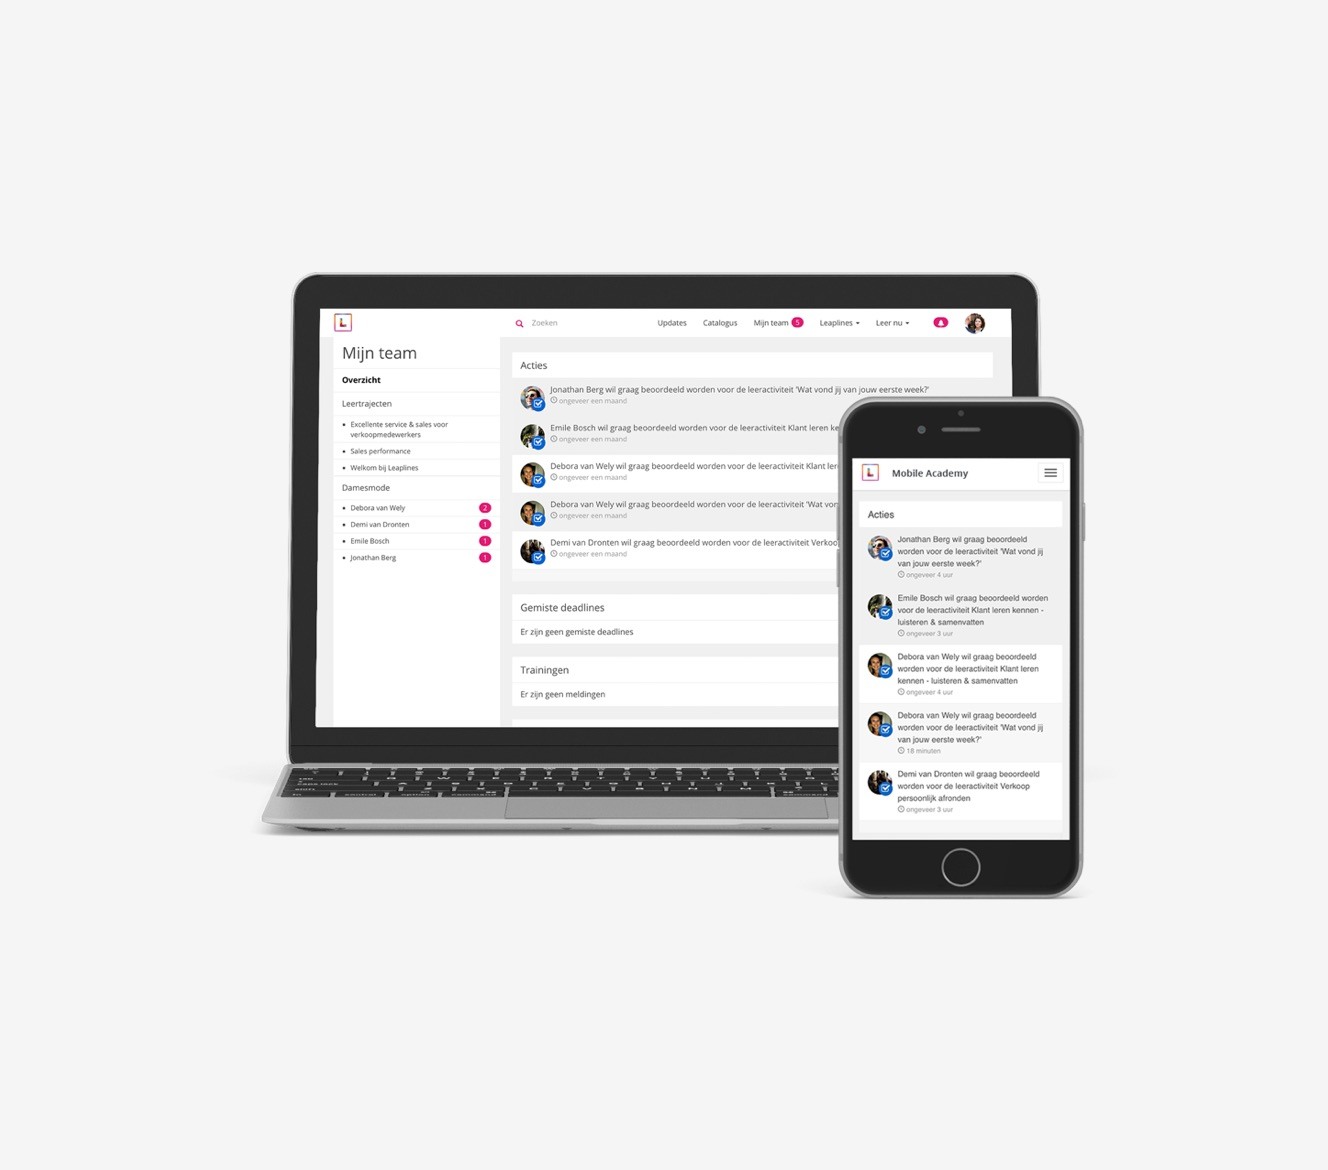 L
Zoeken
Updates
Catalogus
Mijn team 5
Leaplines
Leer nu
Mijn team
Overzicht
Leertrajecten
Excellente service & sales voor
verkoopmedewerkers
Sales performance
Welkom bij Leaplines
Damesmode
Debora van Wely 2
Demi van Dronten 1
Emile Bosch 1
Jonathan Berg 1
Acties
Jonathan Berg wil graag beoordeeld worden voor de leeractiviteit 'Wat vond jij van jouw eerste week?'
ongeveer een maand
Emile Bosch wil graag beoordeeld worden voor de leeractiviteit Klant leren ke
ongeveer een maand
Debora van Wely wil graag beoordeeld worden voor de leeractiviteit Klant ler
ongeveer een maand
Debora van Wely wil graag beoordeeld worden voor de leeractiviteit 'Wat von
ongeveer een maand
Demi van Dronten wil graag beoordeeld worden voor de leeractiviteit Verkoo
ongeveer een maand
Gemiste deadlines
Er zijn geen gemiste deadlines
Trainingen
Er zijn geen meldingen
L
Mobile Academy
Acties
Jonathan Berg wil graag beoordeeld
worden voor de leeractiviteit 'Wat vond jij
van jouw eerste week?'
ongeveer 4 uur
Emile Bosch wil graag beoordeeld worden
voor de leeractiviteit Klant leren kennen -
luisteren & samenvatten
ongeveer 3 uur
Debora van Wely wil graag beoordeeld
worden voor de leeractiviteit Klant leren
kennen - luisteren & samenvatten
ongeveer 4 uur
Debora van Wely wil graag beoordeeld
worden voor de leeractiviteit 'Wat vond jij
van jouw eerste week?'
18 minuten
Demi van Dronten wil graag beoordeeld
worden voor de leeractiviteit Verkoop
persoonlijk afronden
ongeveer 3 uur